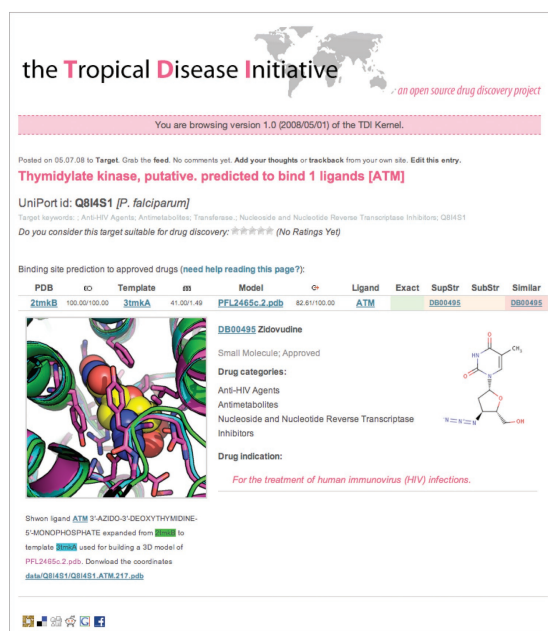 the Tropical Disease Initiative
- an open source drug discovery project
You are browsing version 1.0 (2008/05/01) of the TDI Kernel.
Posted on 05.07.08 to Target. Grab the feed. No comments yet. Add your thoughts or trackback from your own site. Edit this entry.
Thymidylate kinase, putative. predicted to bind 1 ligands [ATM]
UniPort id: Q8I4S1 [P. falciparum]
Target keywords: ; Anti-HIV Agents; Antimetabolites; Transferase.; Nucleoside and Nucleotide Reverse Transcriptase Inhibitors; Q8I4S1
Do you consider this target suitable for drug discovery: (No Ratings Yet)
Binding site prediction to approved drugs (need help reading this page?):
PDB Template Model Ligand Exact SupStr SubStr Similar
2tmkB 100.00/100.00 3tmkA 41.00/1.49 PFL2465c.2.pdb 82.61/100.00 ATM DB00495 DB00495
DB00495 Zidovudine
Small Molecule; Approved
Drug categories:
Anti-HIV Agents
Antimetabolites
Nucleoside and Nucleotide Reverse Transcriptase
Inhibitors
Drug indication:
For the treatment of human immunovirus (HIV) infections.
O
CH₃
HN
O
N
O
N=N=N
OH
Shwon ligand ATM 3'-AZIDO-3'-DEOXYTHYMIDINE-
5'-MONOPHOSPHATE expanded from 2tmkB to
template 3tmkA used for building a 3D model of
PFL2465c.2.pdb. Donwload the coordinates
data/Q8I4S1/Q8I4S1.ATM.217.pdb